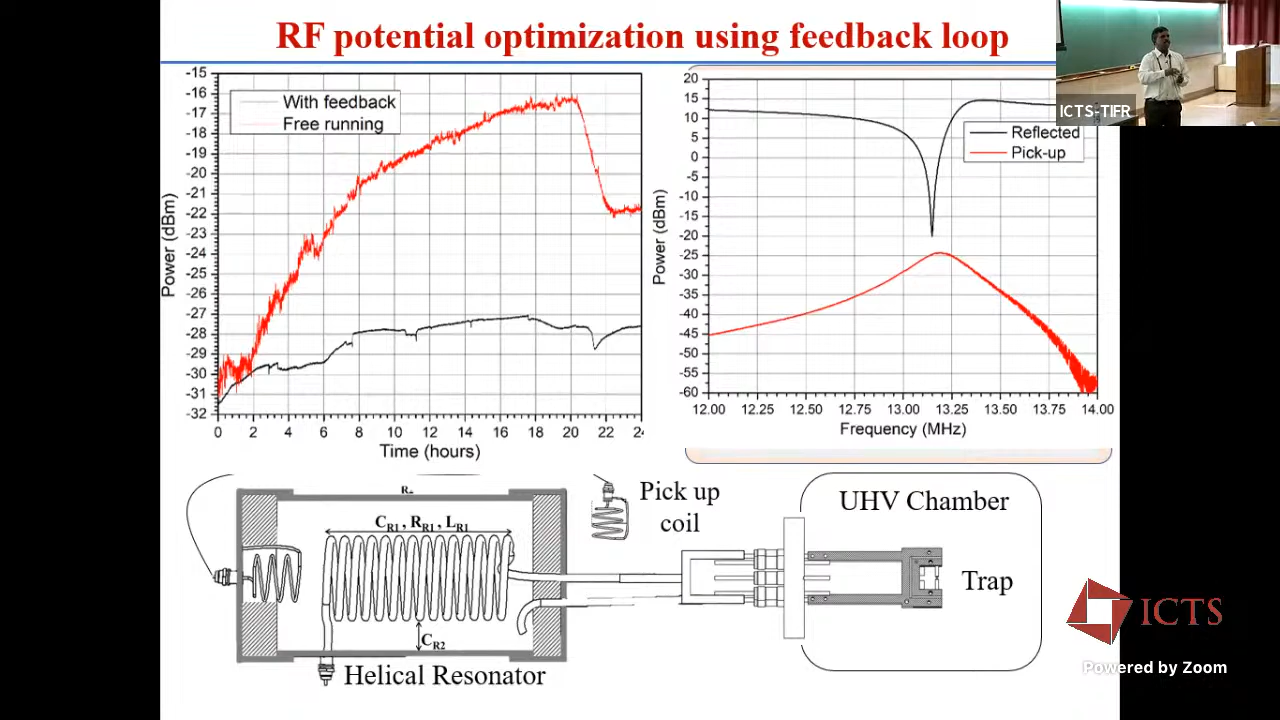 RF potential optimization using feedback loop
ICTS-TIFR
-15
-16
-17
-18
-19
-20
-21
-22
-23
-24
-25
-26
-27
-28
-29
-30
-31
-32
Power (dBm)
With feedback
Free running
0 2 4 6 8 10 12 14 16 18 20 22
Time (hours)
20
15
10
5
0
-5
-10
-15
-20
-25
-30
-35
-40
-45
-50
-55
-60
Power (dBm)
Reflected
Pick-up
12.00 12.25 12.50 12.75 13.00 13.25 13.50 13.75 14.00
Frequency (MHz)
CR1 , RR1 , LR1
CR2
Helical Resonator
Pick up
coil
UHV Chamber
Trap
ICTS
Powered by Zoom